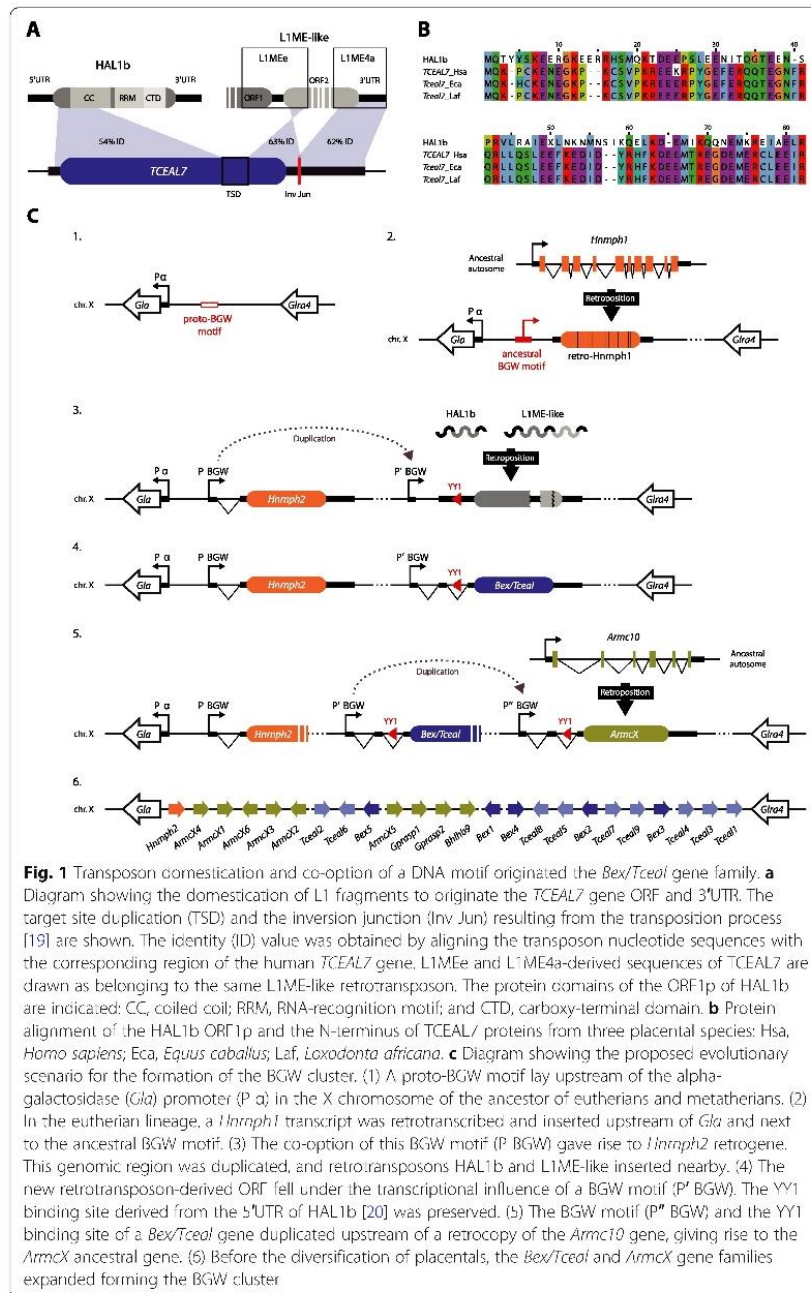 A
HAL1b
L1ME-like
L1MEe
L1ME4a
5'UTR
3'UTR
5'UTR
ORF2
3'UTR
CC
RRM
CTD
ORF1
54% ID
63% ID
62% ID
TCEAL7
TSD
Inv Jun
B
10 20 30 40
HAL1b
TCEAL7_Hsa
Tceal7_Eca
Tceal7_Laf
50 60 70 80
HAL1b
TCEAL7_Hsa
Tceal7_Eca
Tceal7_Laf
C
1.
P α
chr. X
Gla
proto-BGW
motif
Glra4
2.
Hnmph1
Ancestral
autosome
Retroposition
P α
chr. X
Gla
ancestral
BGW motif
retro-Hnmph1
Glra4
3.
HAL1b
L1ME-like
Duplication
Retroposition
P α
P BGW
P' BGW
YY1
chr. X
Gla
Hnmph2
Glra4
4.
P α
P BGW
P' BGW
YY1
chr. X
Gla
Hnmph2
Bex/Tceal
Glra4
5.
Armc10
Ancestral
autosome
Duplication
Retroposition
P α
P BGW
P' BGW
YY1
P" BGW
YY1
chr. X
Gla
Hnmph2
Bex/Tceal
ArmcX
Glra4
6.
chr. X
Gla
Glra4
Hnmph2
ArmcX4
ArmcX1
ArmcX6
ArmcX3
ArmcX2
Tceal2
Tceal6
Bex5
ArmcX5
Gprasp1
Gprasp2
Bhlhb9
Bex1
Bex4
Tceal8
Tceal5
Bex2
Tceal7
Tceal9
Bex3
Tceal4
Tceal3
Tceal1
Fig. 1 Transposon domestication and co-option of a DNA motif originated the Bex/Tceal gene family. a
Diagram showing the domestication of L1 fragments to originate the TCEAL7 gene ORF and 3'UTR. The
target site duplication (TSD) and the inversion junction (Inv Jun) resulting from the transposition process
[19] are shown. The identity (ID) value was obtained by aligning the transposon nucleotide sequences with
the corresponding region of the human TCEAL7 gene. L1MEe and L1ME4a-derived sequences of TCEAL7 are
drawn as belonging to the same L1ME-like retrotransposon. The protein domains of the ORF1p of HAL1b
are indicated: CC, coiled coil; RRM, RNA-recognition motif; and CTD, carboxy-terminal domain. b
Protein alignment of the HAL1b ORF1p and the N-terminus of TCEAL7 proteins from three placental species: Hsa,
Homo sapiens; Eca, Equus caballus; Laf, Loxodonta africana. c Diagram showing the proposed evolutionary
scenario for the formation of the BGW cluster. (1) A proto-BGW motif lay upstream of the alpha-
galactosidase (Gla) promoter (P α) in the X chromosome of the ancestor of eutherians and metatherians. (2)
In the eutherian lineage, a Hnrnph1 transcript was retrotranscribed and inserted upstream of Gla and next
to the ancestral BGW motif. (3) The co-option of this BGW motif (P BGW) gave rise to Hnrnph2 retrogene.
This genomic region was duplicated, and retrotransposons HAL1b and L1ME-like inserted nearby. (4) The
new retrotransposon-derived ORF fell under the transcriptional influence of a BGW motif (P' BGW). The YY1
binding site derived from the 5'UTR of HAL1b [20] was preserved. (5) The BGW motif (P" BGW) and the YY1
binding site of a Bex/Tceal gene duplicated upstream of a retrocopy of the Armc10 gene, giving rise to the
ArmcX ancestral gene. (6) Before the diversification of placentals, the Bex/Tceal and ArmcX gene families
expanded forming the BGW cluster